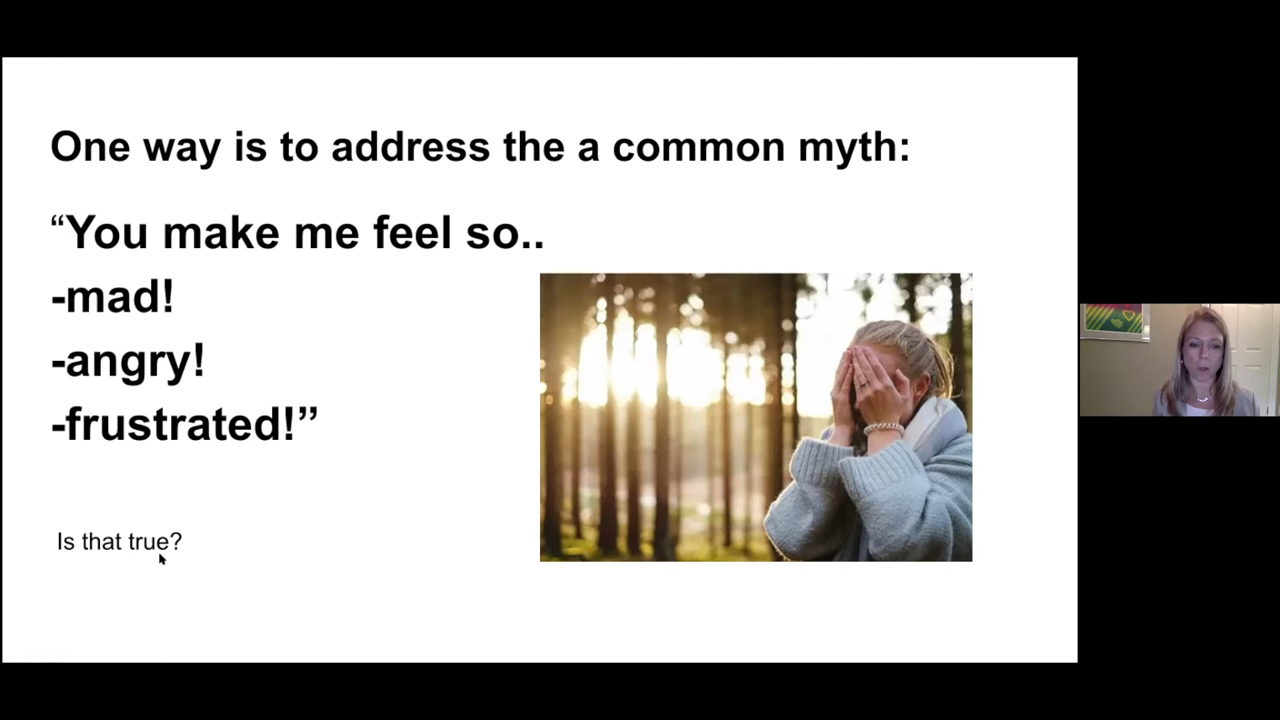 One way is to address the a common myth:
“You make me feel so..
-mad!
-angry!
-frustrated!”
Is that true?